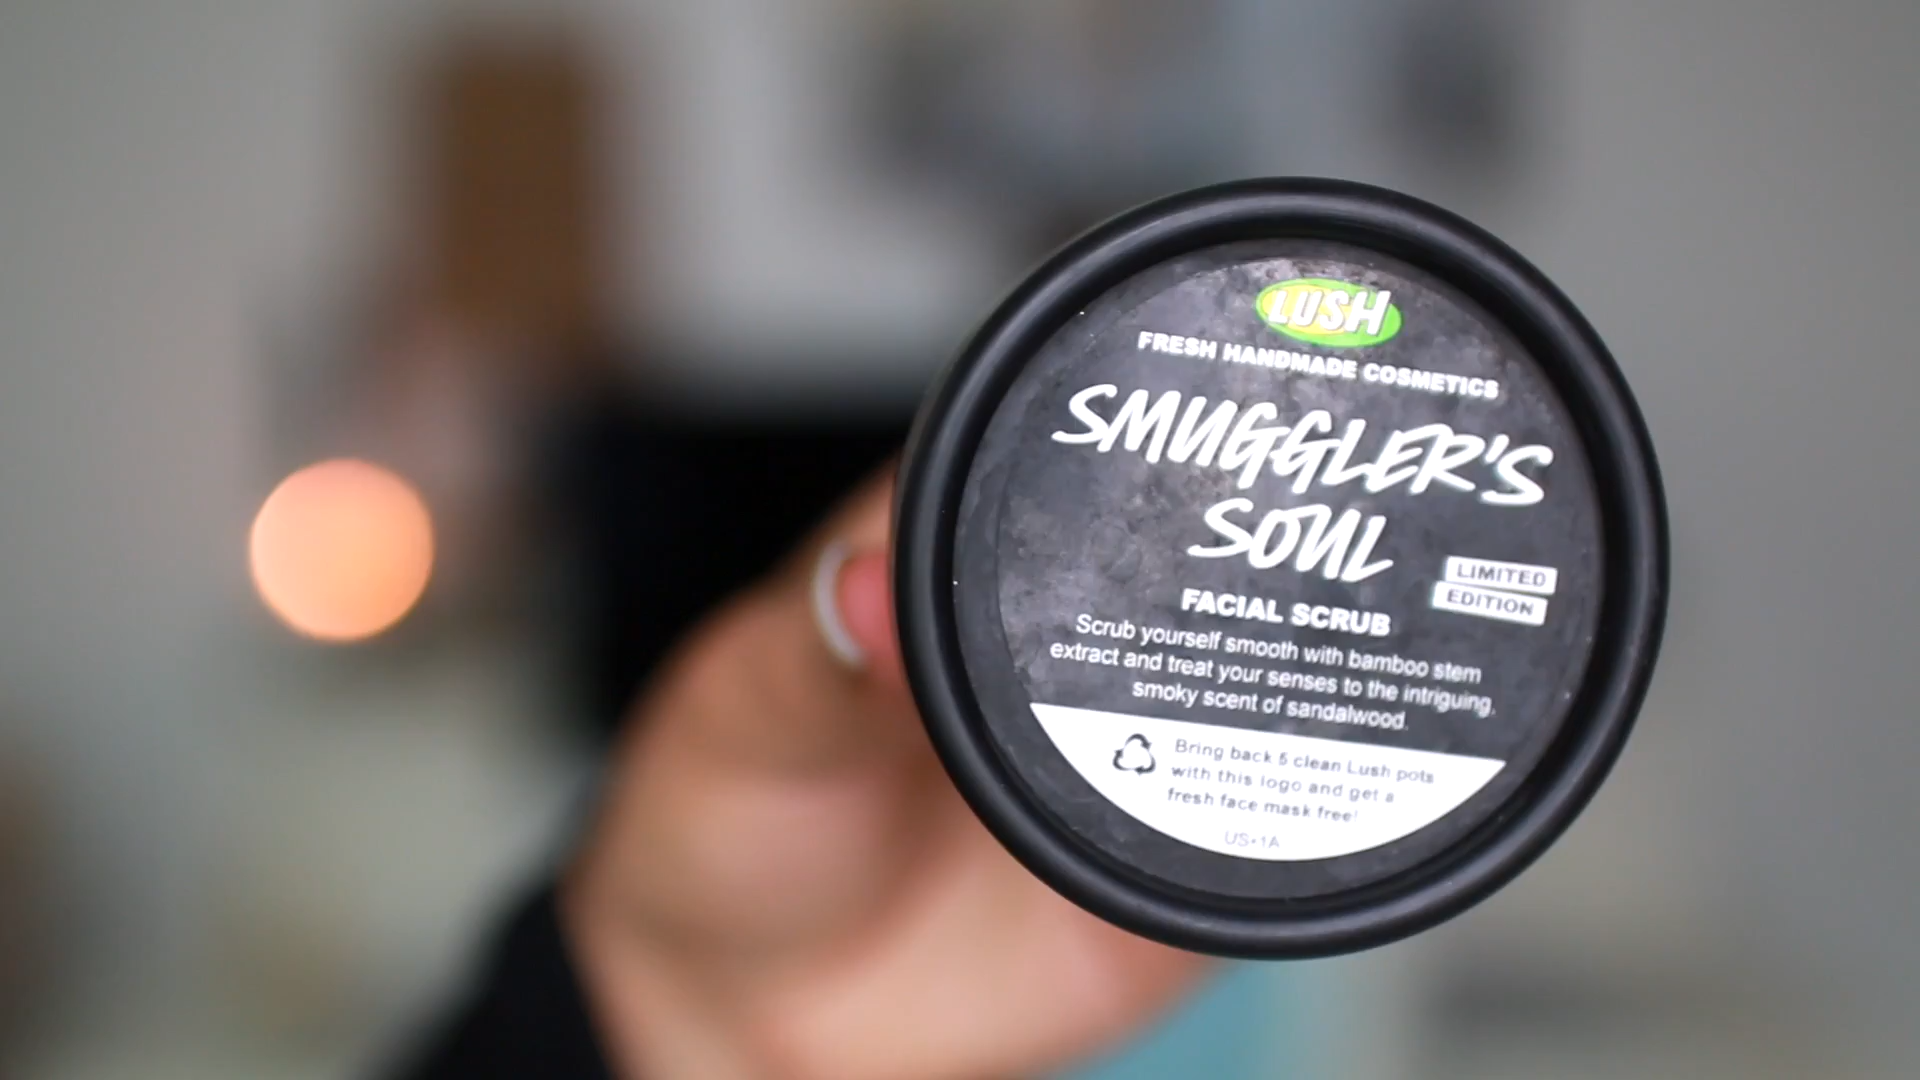 LUSH
FRESH HANDMADE COSMETICS
SMUGGLER'S
SOUL
LIMITED
EDITION
FACIAL SCRUB
Scrub yourself smooth with bamboo stem
extract and treat your senses to the intriguing,
smoky scent of sandalwood.
Bring back 5 clean Lush pots
with this logo and get a
fresh face mask free!
US•1A